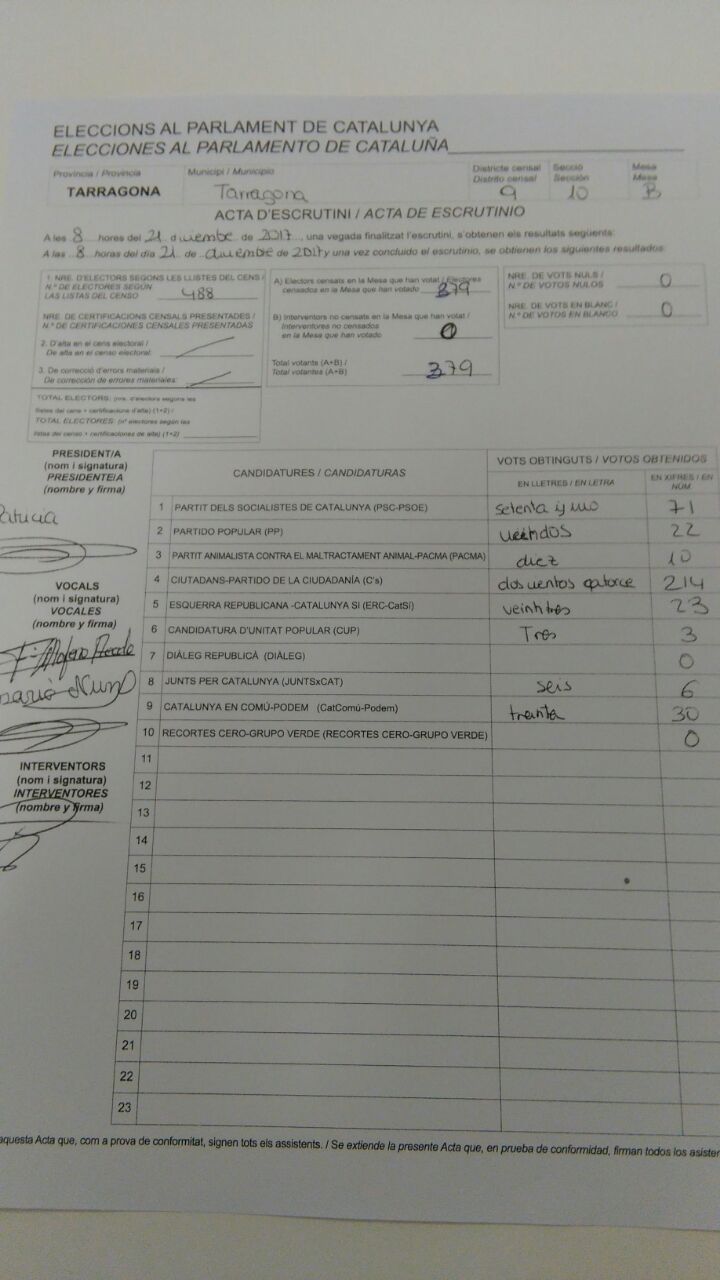 ELECCIONS AL PARLAMENT DE CATALUNYA
ELECCIONES AL PARLAMENTO DE CATALUÑA
Província / Provincia
TARRAGONA
Municipi / Municipio
Tarragona
Districte censal
Distrito censal
9
Secció
Sección
10
Mesa
Mesa
B
ACTA D'ESCRUTINI / ACTA DE ESCRUTINIO
A les 8 hores del 21 de 2017, una vegada finalitzat l'escrutini, s'obtenen els resultats següents:
A las 8 horas del día 21 de de 2017 y una vez concluido el escrutinio, se obtienen los siguientes resultados:
1. NRE. D'ELECTORS SEGONS LES LLISTES DEL CENS /
N.º DE ELECTORES SEGÚN
LAS LISTAS DEL CENSO 488
NRE. DE CERTIFICACIONS CENSALS PRESENTADES /
N.º DE CERTIFICACIONES CENSALES PRESENTADAS
2. D'alta en el cens electoral /
De alta en el censo electoral:
3. De correcció d'errors materials /
De corrección de errores materiales:
TOTAL ELECTORS: (nre. d'electors segons les
llistes del cens + certificacions d'alta) (1+2) /
TOTAL ELECTORES: (nº electores según las
listas del censo + certificaciones de alta) (1+2)
A) Electors censats en la Mesa que han votat / Electores
censados en la Mesa que han votado 379
B) Interventors no censats en la Mesa que han votat /
Interventores no censados
en la Mesa que han votado 0
Total votants (A+B) /
Total votantes (A+B) 379
NRE. DE VOTS NULS /
N.º DE VOTOS NULOS 0
NRE. DE VOTS EN BLANC /
N.º DE VOTOS EN BLANCO 0
PRESIDENT/A
(nom i signatura)
PRESIDENTE/A
(nombre y firma)
VOCALS
(nom i signatura)
VOCALES
(nombre y firma)
INTERVENTORS
(nom i signatura)
INTERVENTORES
(nombre y firma)
CANDIDATURES / CANDIDATURAS
VOTS OBTINGUTS / VOTOS OBTENIDOS
EN LLETRES / EN LETRA
EN XIFRES / EN
NÚM.
1 PARTIT DELS SOCIALISTES DE CATALUNYA (PSC-PSOE) setenta y uno 71
2 PARTIDO POPULAR (PP) 22
3 PARTIT ANIMALISTA CONTRA EL MALTRACTAMENT ANIMAL-PACMA (PACMA) diez 10
4 CIUTADANS-PARTIDO DE LA CIUDADANÍA (C's) 214
5 ESQUERRA REPUBLICANA -CATALUNYA SÍ (ERC-CatSí) 23
6 CANDIDATURA D'UNITAT POPULAR (CUP) Tres 3
7 DIÀLEG REPUBLICÀ (DIÀLEG) 0
8 JUNTS PER CATALUNYA (JUNTSxCAT) seis 6
9 CATALUNYA EN COMÚ-PODEM (CatComú-Podem) treinta 30
10 RECORTES CERO-GRUPO VERDE (RECORTES CERO-GRUPO VERDE) 0
11
12
13
14
15
16
17
18
19
20
21
22
23
aquesta Acta que, com a prova de conformitat, signen tots els assistents. / Se extiende la presente Acta que, en prueba de conformidad, firman todos los